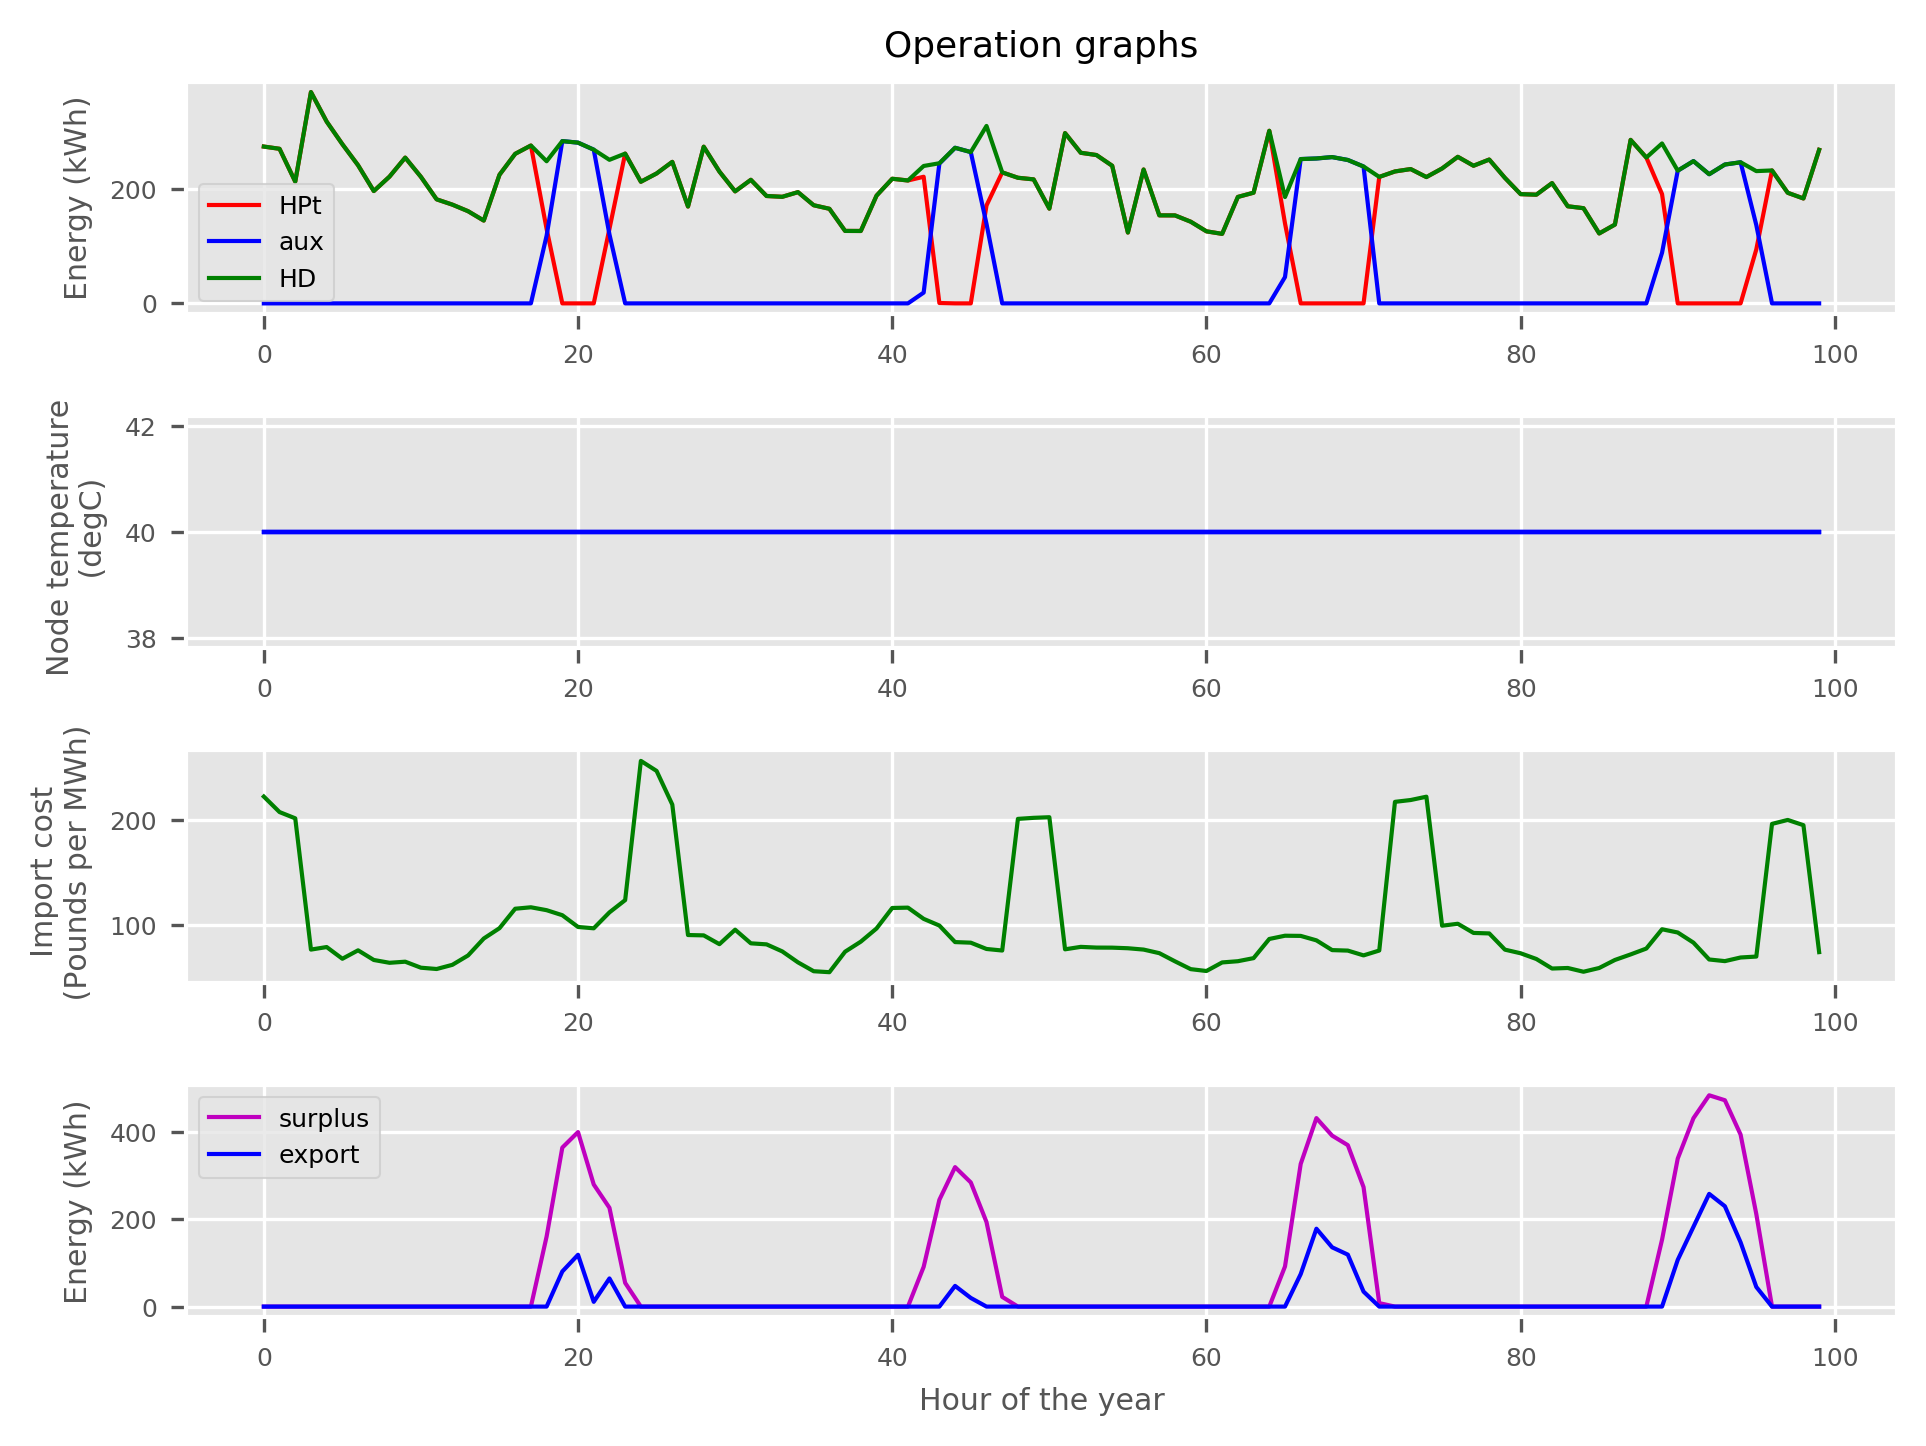 Operation graphs
Energy (kWh)
200
0
HPt
aux
HD
0 20 40 60 80 100
Node temperature
(degC)
42
40
38
0 20 40 60 80 100
Import cost
(Pounds per MWh)
200
100
0 20 40 60 80 100
Energy (kWh)
400
200
0
surplus
export
0 20 40 60 80 100
Hour of the year